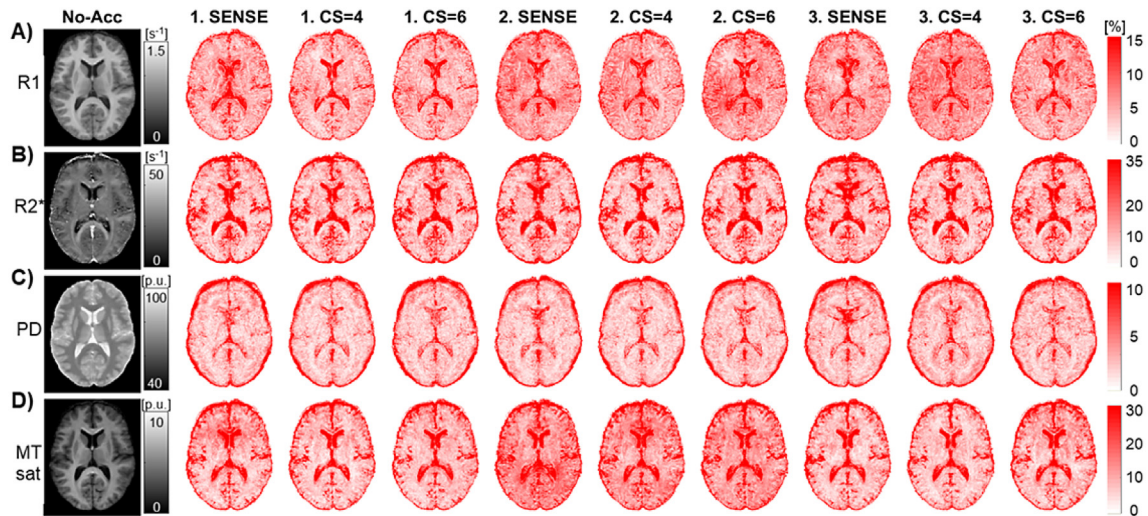 No-Acc 1. SENSE 1. CS=4 1. CS=6 2. SENSE 2. CS=4 2. CS=6 3. SENSE 3. CS=4 3. CS=6
A) R1 [s⁻¹] 1.5 0 [%] 15 10 5 0
B) R2* [s⁻¹] 50 0 35 30 20 10 0
C) PD [p.u.] 100 40 10 5 0
D) MT sat [p.u.] 10 0 30 20 10 0